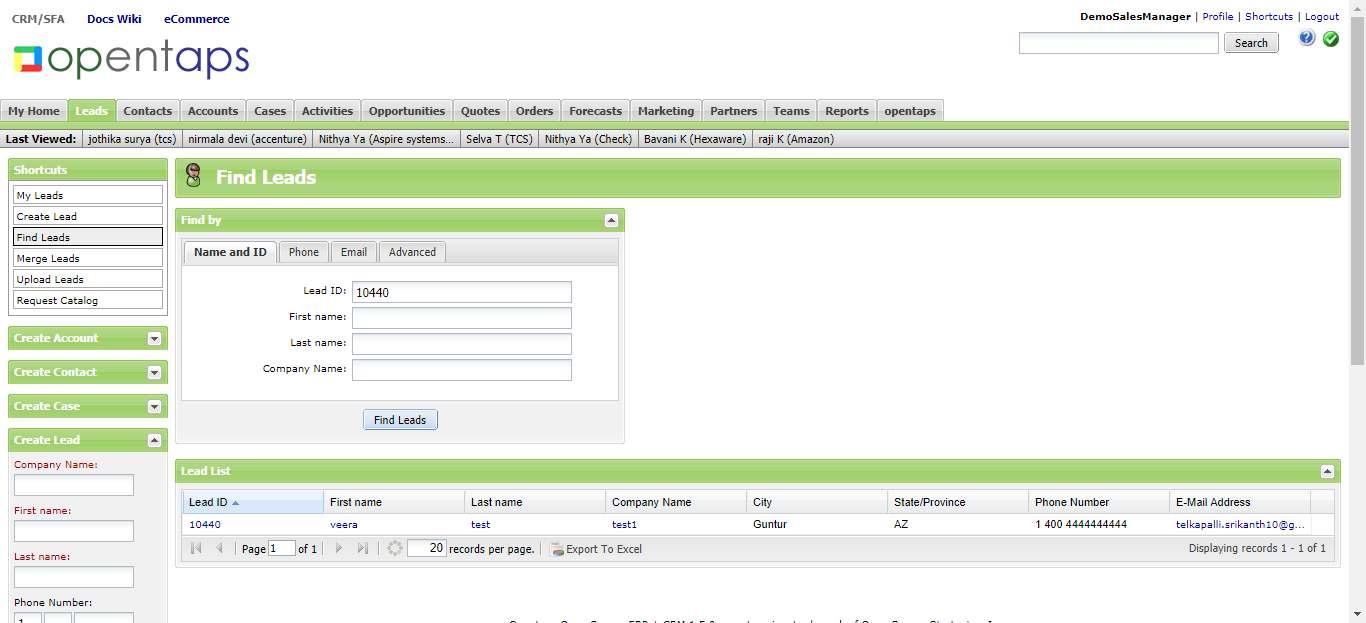 CRM/SFA Docs Wiki eCommerce
DemoSalesManager | Profile | Shortcuts | Logout
opentaps
Search
My Home Leads Contacts Accounts Cases Activities Opportunities Quotes Orders Forecasts Marketing Partners Teams Reports opentaps
Last Viewed: jothika surya (tcs) nirmala devi (accenture) Nithya Ya (Aspire systems... Selva T (TCS) Nithya Ya (Check) Bavani K (Hexaware) raji K (Amazon)
Shortcuts
My Leads
Create Lead
Find Leads
Merge Leads
Upload Leads
Request Catalog
Create Account
Create Contact
Create Case
Create Lead
Company Name:
First name:
Last name:
Phone Number:
1
Find Leads
Find by
Name and ID Phone Email Advanced
Lead ID: 10440
First name:
Last name:
Company Name:
Find Leads
Lead List
Lead ID First name Last name Company Name City State/Province Phone Number E-Mail Address
10440 veera test test1 Guntur AZ 1 400 4444444444 telkapalli.srikanth10@g...
Page 1 of 1 20 records per page. Export To Excel Displaying records 1 - 1 of 1